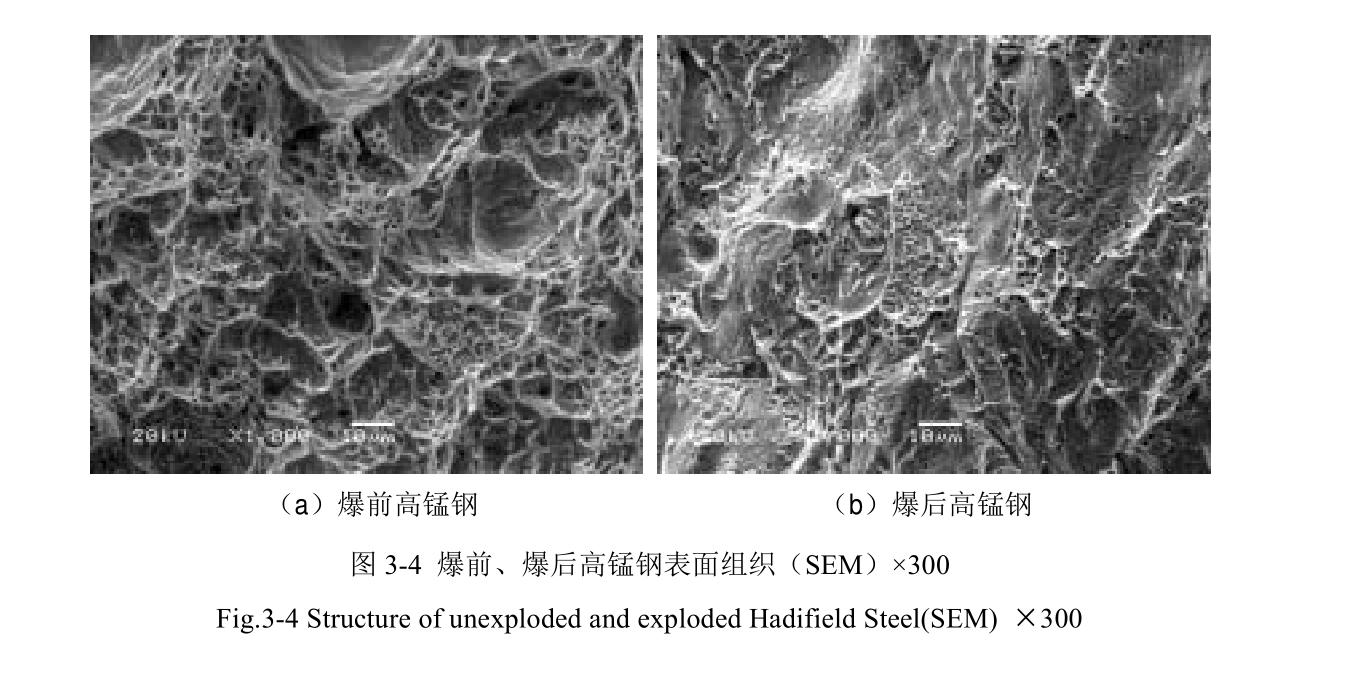 20kU X1,000 10μm
10μm
（a）爆前高锰钢
（b）爆后高锰钢
图 3-4 爆前、爆后高锰钢表面组织（SEM）×300
Fig.3-4 Structure of unexploded and exploded Hadifield Steel(SEM) ×300